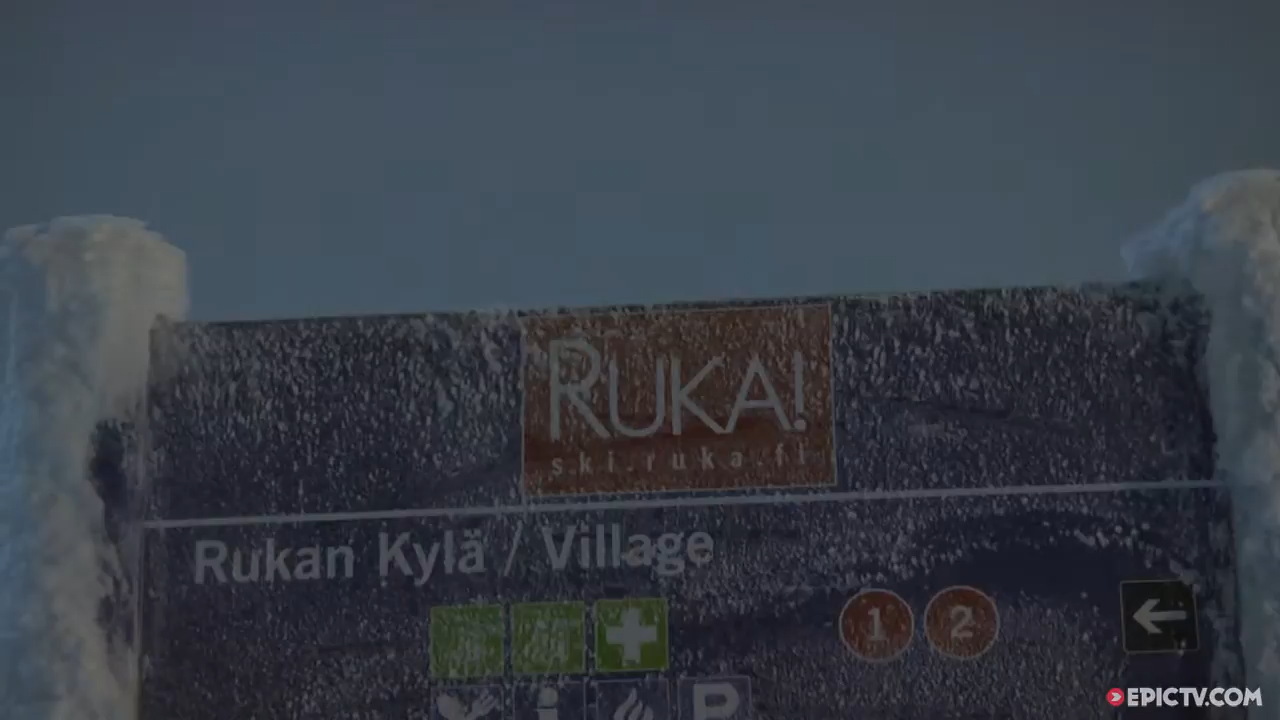 RUKA!
ski.ruka.fi
Rukan Kylä / Village
1 2
i P
EPICTV.COM